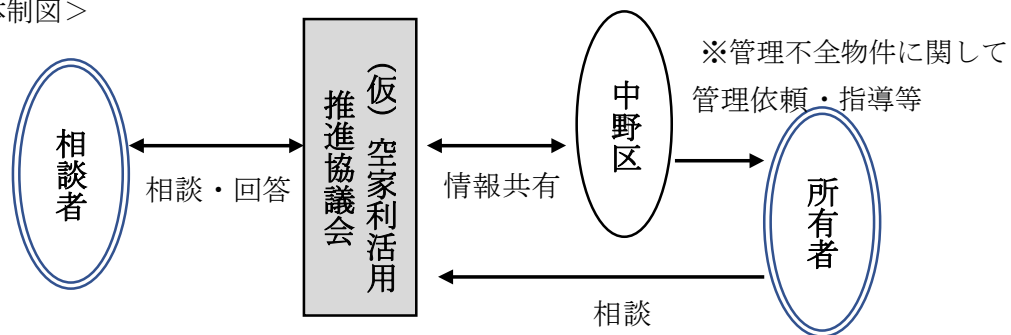 体制図＞
※管理不全物件に関して
管理依頼・指導等
相談者
相談・回答
（仮）空家利活用
推進協議会
情報共有
中野区
所有者
相談